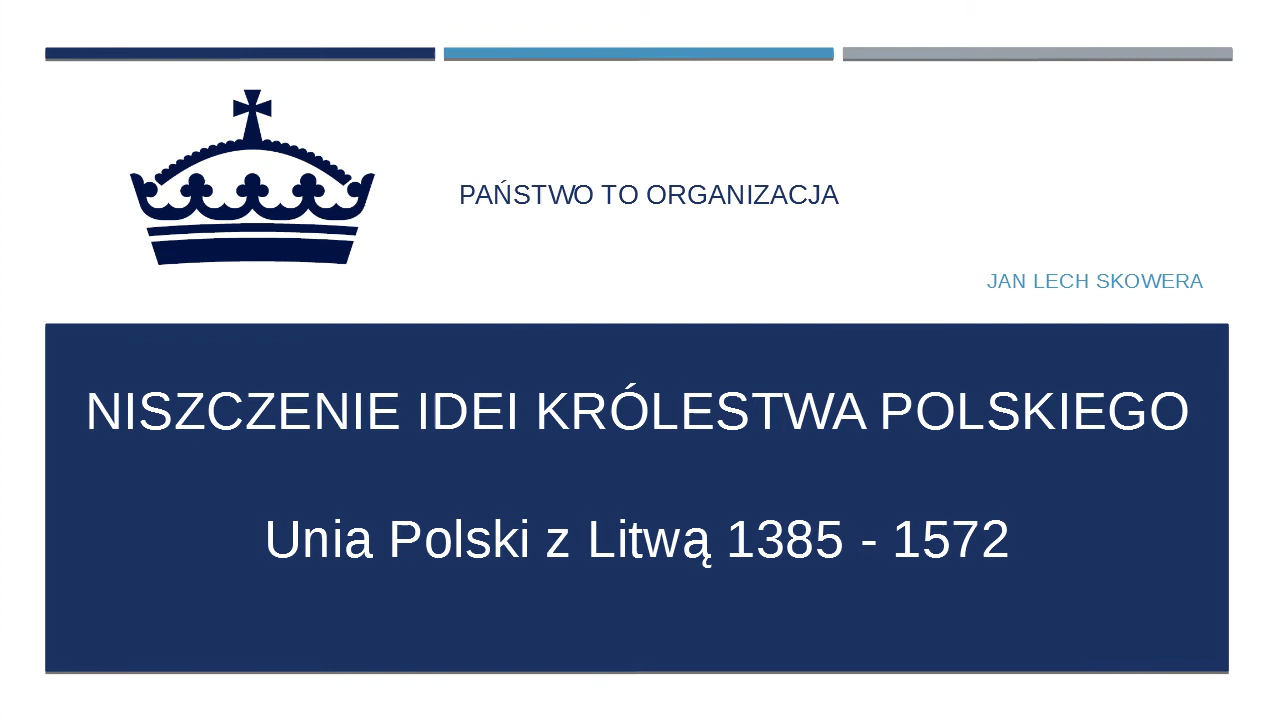 PAŃSTWO TO ORGANIZACJA
JAN LECH SKOWERA
NISZCZENIE IDEI KRÓLESTWA POLSKIEGO
Unia Polski z Litwą 1385 - 1572